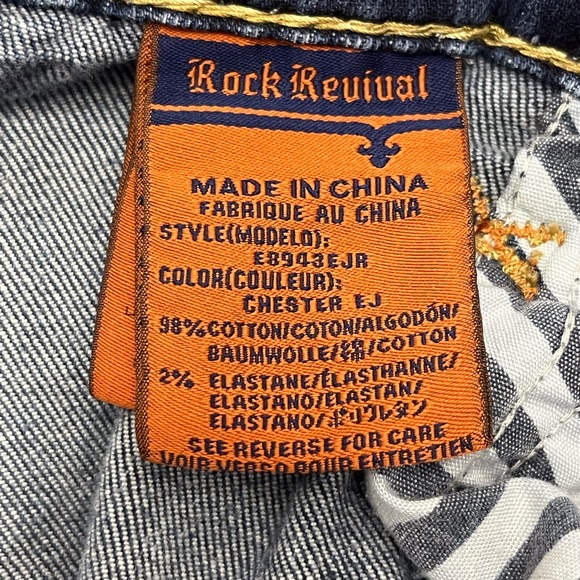 Rock Revival
MADE IN CHINA
FABRIQUE AU CHINA
STYLE(MODELO):
E8943EJR
COLOR(COULEUR):
CHESTER EJ
98% COTTON/COTON/ALGODÓN/
BAUMWOLLE/綿/COTTON
2% ELASTANE/ÉLASTHANNE/
ELASTANO/ELASTAN/
ELASTANO/ポリウレタン
SEE REVERSE FOR CARE
VOIR VERSO POUR ENTRETIEN